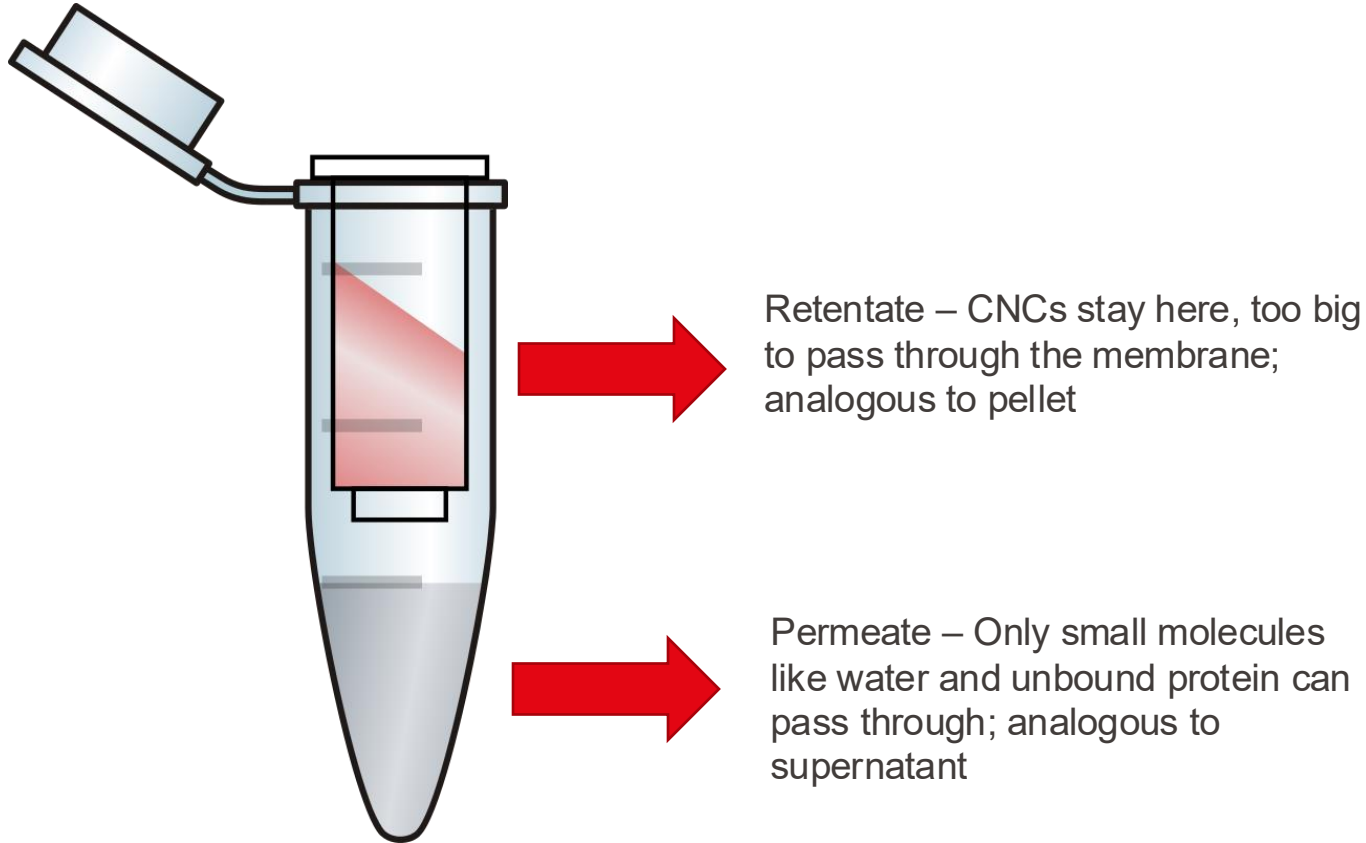 Retentate – CNCs stay here, too big
to pass through the membrane;
analogous to pellet
Permeate – Only small molecules
like water and unbound protein can
pass through; analogous to
supernatant